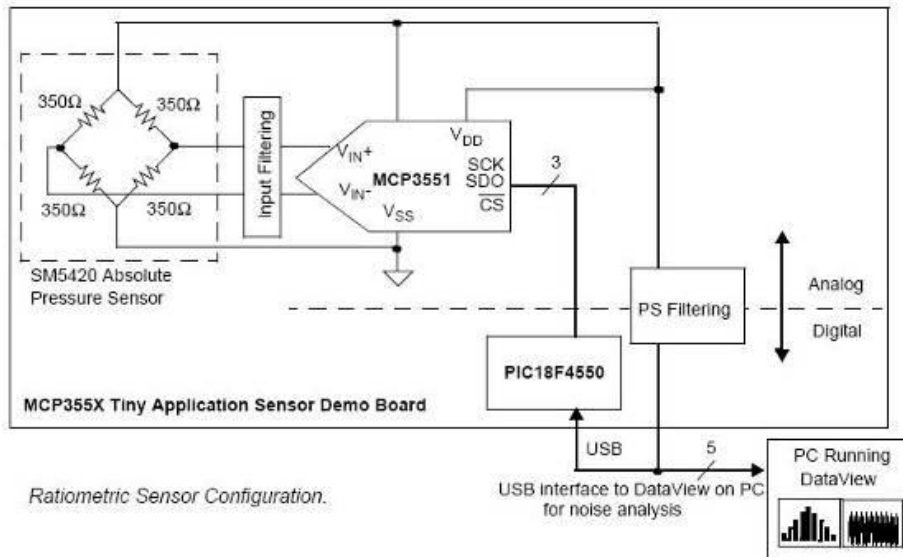 350Ω
350Ω
350Ω
350Ω
SM5420 Absolute
Pressure Sensor
Input Filtering
VIN+
VIN-
VDD
VSS
MCP3551
SCK
SDO
CS
3
PS Filtering
Analog
Digital
PIC18F4550
MCP355X Tiny Application Sensor Demo Board
USB
5
USB interface to DataView on PC
for noise analysis
PC Running
DataView
Ratiometric Sensor Configuration.